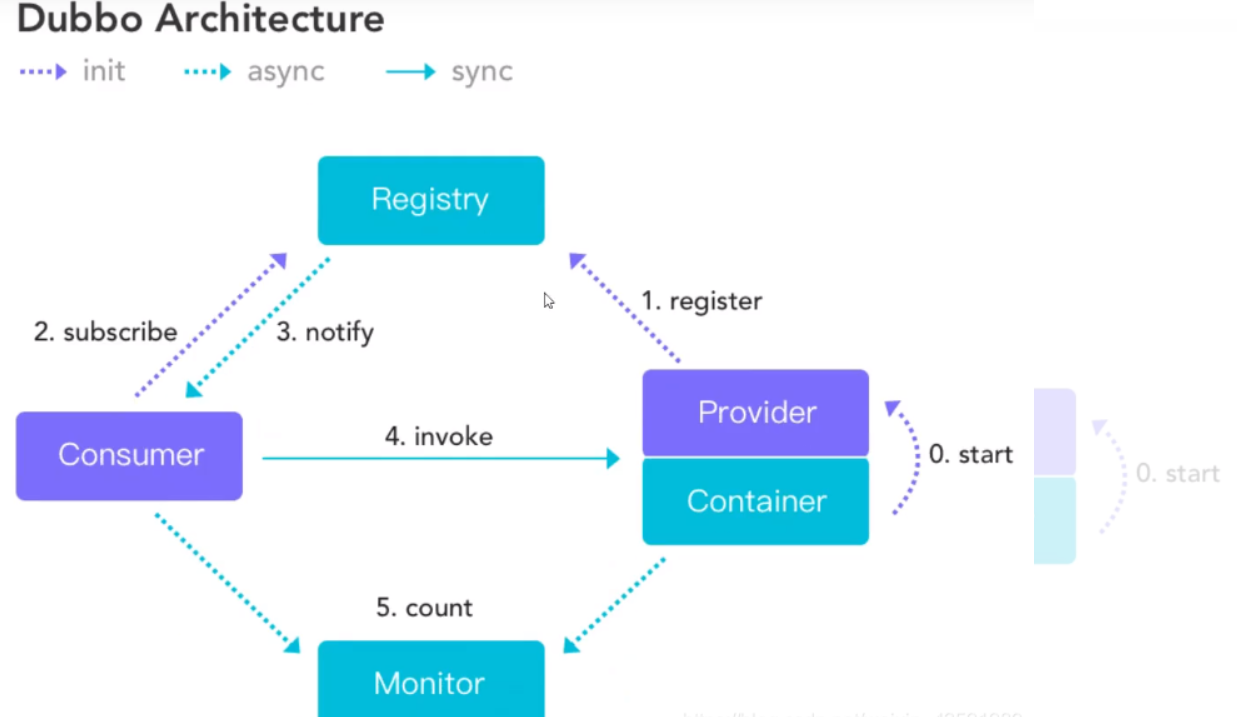 Dubbo Architecture
init async sync
Registry
1. register
2. subscribe 3. notify
Provider
4. invoke
Consumer
0. start
0. start
Container
5. count
Monitor